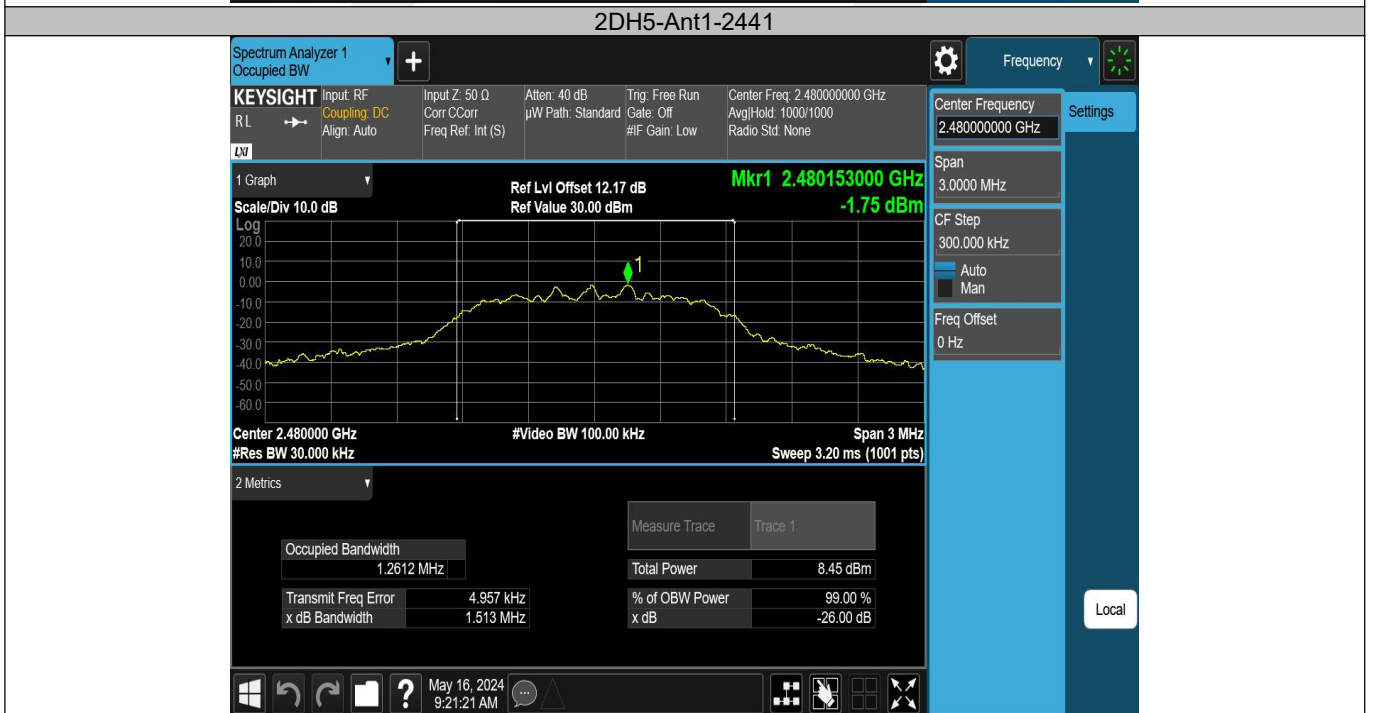 2DH5-Ant1-2441
Spectrum Analyzer 1
Occupied BW
Frequency
KEYSIGHT
RL
LXI
Input: RF
Coupling: DC
Align: Auto
Input Z: 50 Ω
Corr CCorr
Freq Ref: Int (S)
Atten: 40 dB
µW Path: Standard
Trig: Free Run
Gate: Off
#IF Gain: Low
Center Freq: 2.480000000 GHz
Avg|Hold: 1000/1000
Radio Std: None
Center Frequency
2.480000000 GHz
Settings
Span
3.0000 MHz
CF Step
300.000 kHz
Auto
Man
Freq Offset
0 Hz
Local
1 Graph
Scale/Div 10.0 dB
Ref Lvl Offset 12.17 dB
Ref Value 30.00 dBm
Mkr1 2.480153000 GHz
-1.75 dBm
Log
20.0
10.0
0.00
-10.0
-20.0
-30.0
-40.0
-50.0
-60.0
1
Center 2.480000 GHz
#Video BW 100.00 kHz
Span 3 MHz
#Res BW 30.000 kHz
Sweep 3.20 ms (1001 pts)
2 Metrics
Measure Trace Trace 1
Occupied Bandwidth
1.2612 MHz
Total Power 8.45 dBm
Transmit Freq Error 4.957 kHz
% of OBW Power 99.00 %
x dB Bandwidth 1.513 MHz
x dB -26.00 dB
?
May 16, 2024
9:21:21 AM